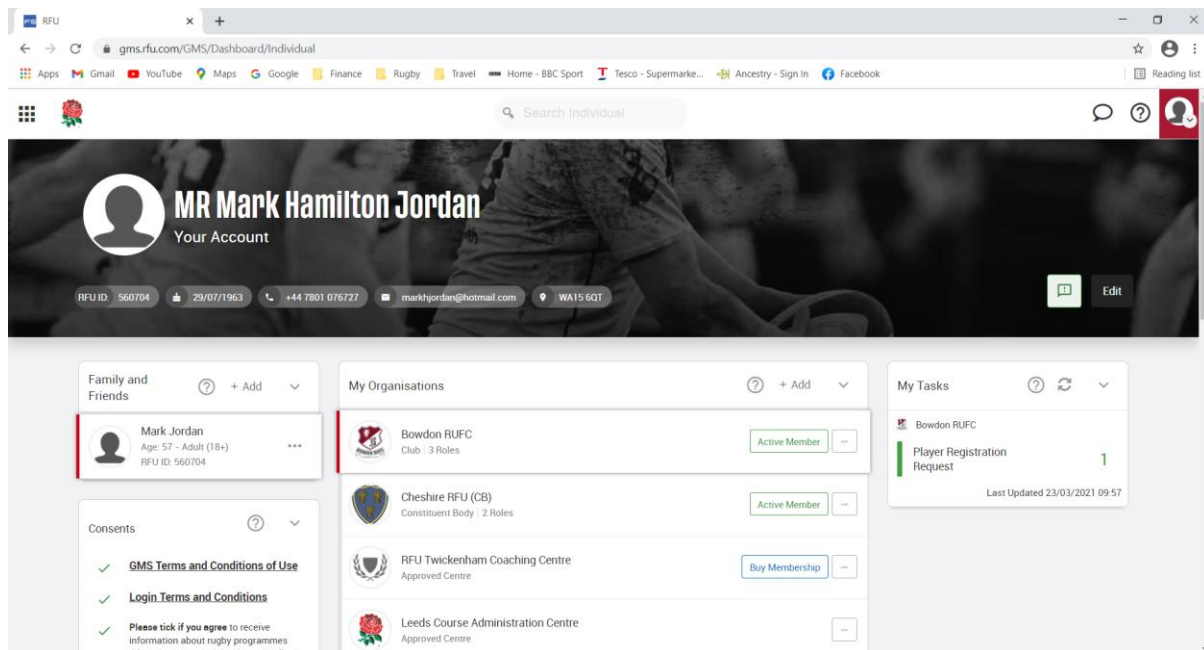 RFU
gms.rfu.com/GMS/Dashboard/Individual
Apps Gmail YouTube Maps Google Finance Rugby Travel Home - BBC Sport Tesco - Supermarke... Ancestry - Sign In Facebook Reading list
Search Individual
MR Mark Hamilton Jordan
Your Account
RFU ID: 560704 29/07/1963 +44 7801 076727 markhjordan@hotmail.com WA15 6QT
Edit
Family and Friends
+ Add
Mark Jordan
Age: 57 - Adult (18+)
RFU ID: 560704
Consents
GMS Terms and Conditions of Use
Login Terms and Conditions
Please tick if you agree to receive
information about rugby programmes
My Organisations + Add
Bowdon RUFC
Club | 3 Roles
Active Member
Cheshire RFU (CB)
Constituent Body | 2 Roles
Active Member
RFU Twickenham Coaching Centre
Approved Centre
Buy Membership
Leeds Course Administration Centre
Approved Centre
My Tasks
Bowdon RUFC
Player Registration
Request
1
Last Updated 23/03/2021 09:57